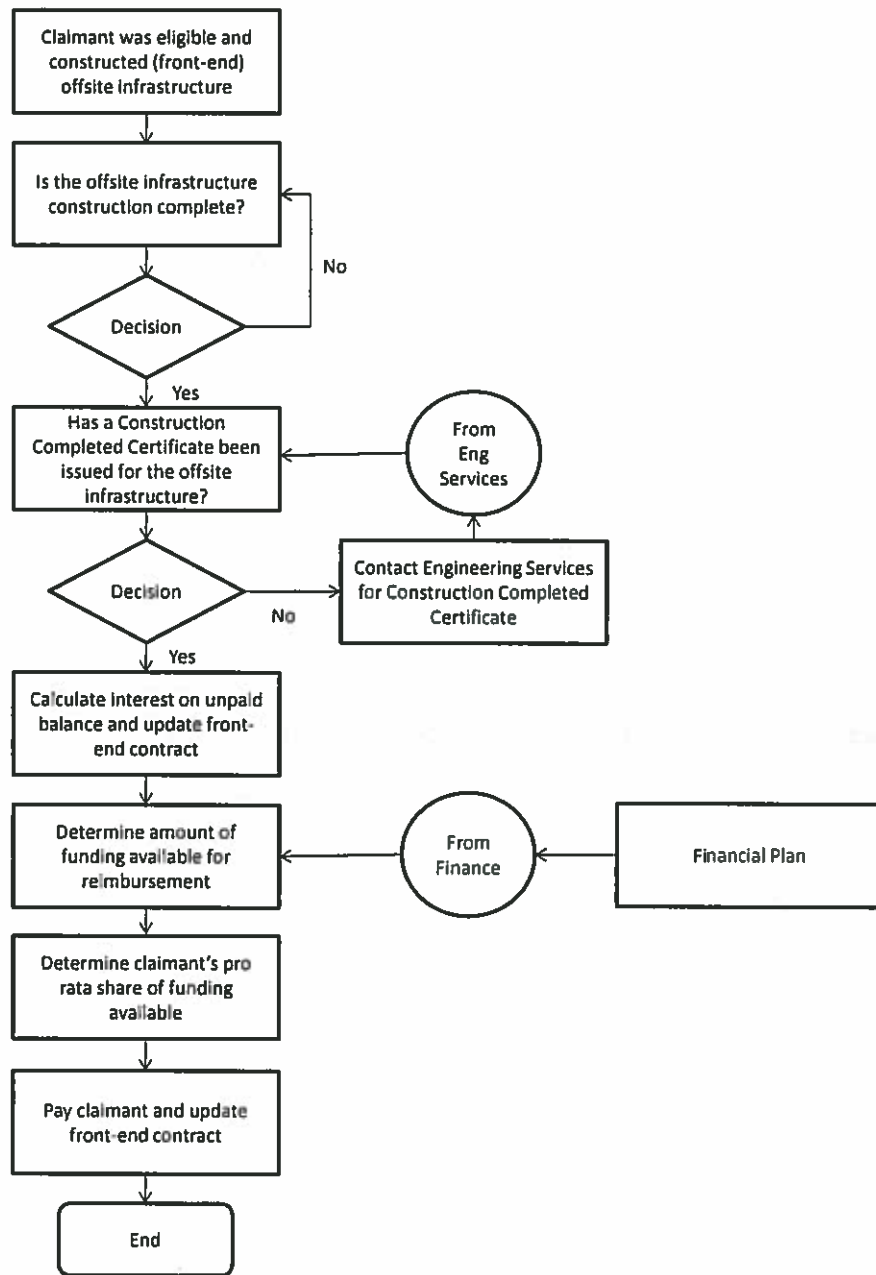 Claimant was eligible and
constructed (front-end)
offsite infrastructure
Is the offsite infrastructure
construction complete?
No
Decision
Yes
Has a Construction
Completed Certificate been
issued for the offsite
infrastructure?
From
Eng
Services
Decision
No
Contact Engineering Services
for Construction Completed
Certificate
Yes
Calculate interest on unpaid
balance and update front-
end contract
Determine amount of
funding available for
reimbursement
From
Finance
Financial Plan
Determine claimant's pro
rata share of funding
available
Pay claimant and update
front-end contract
End